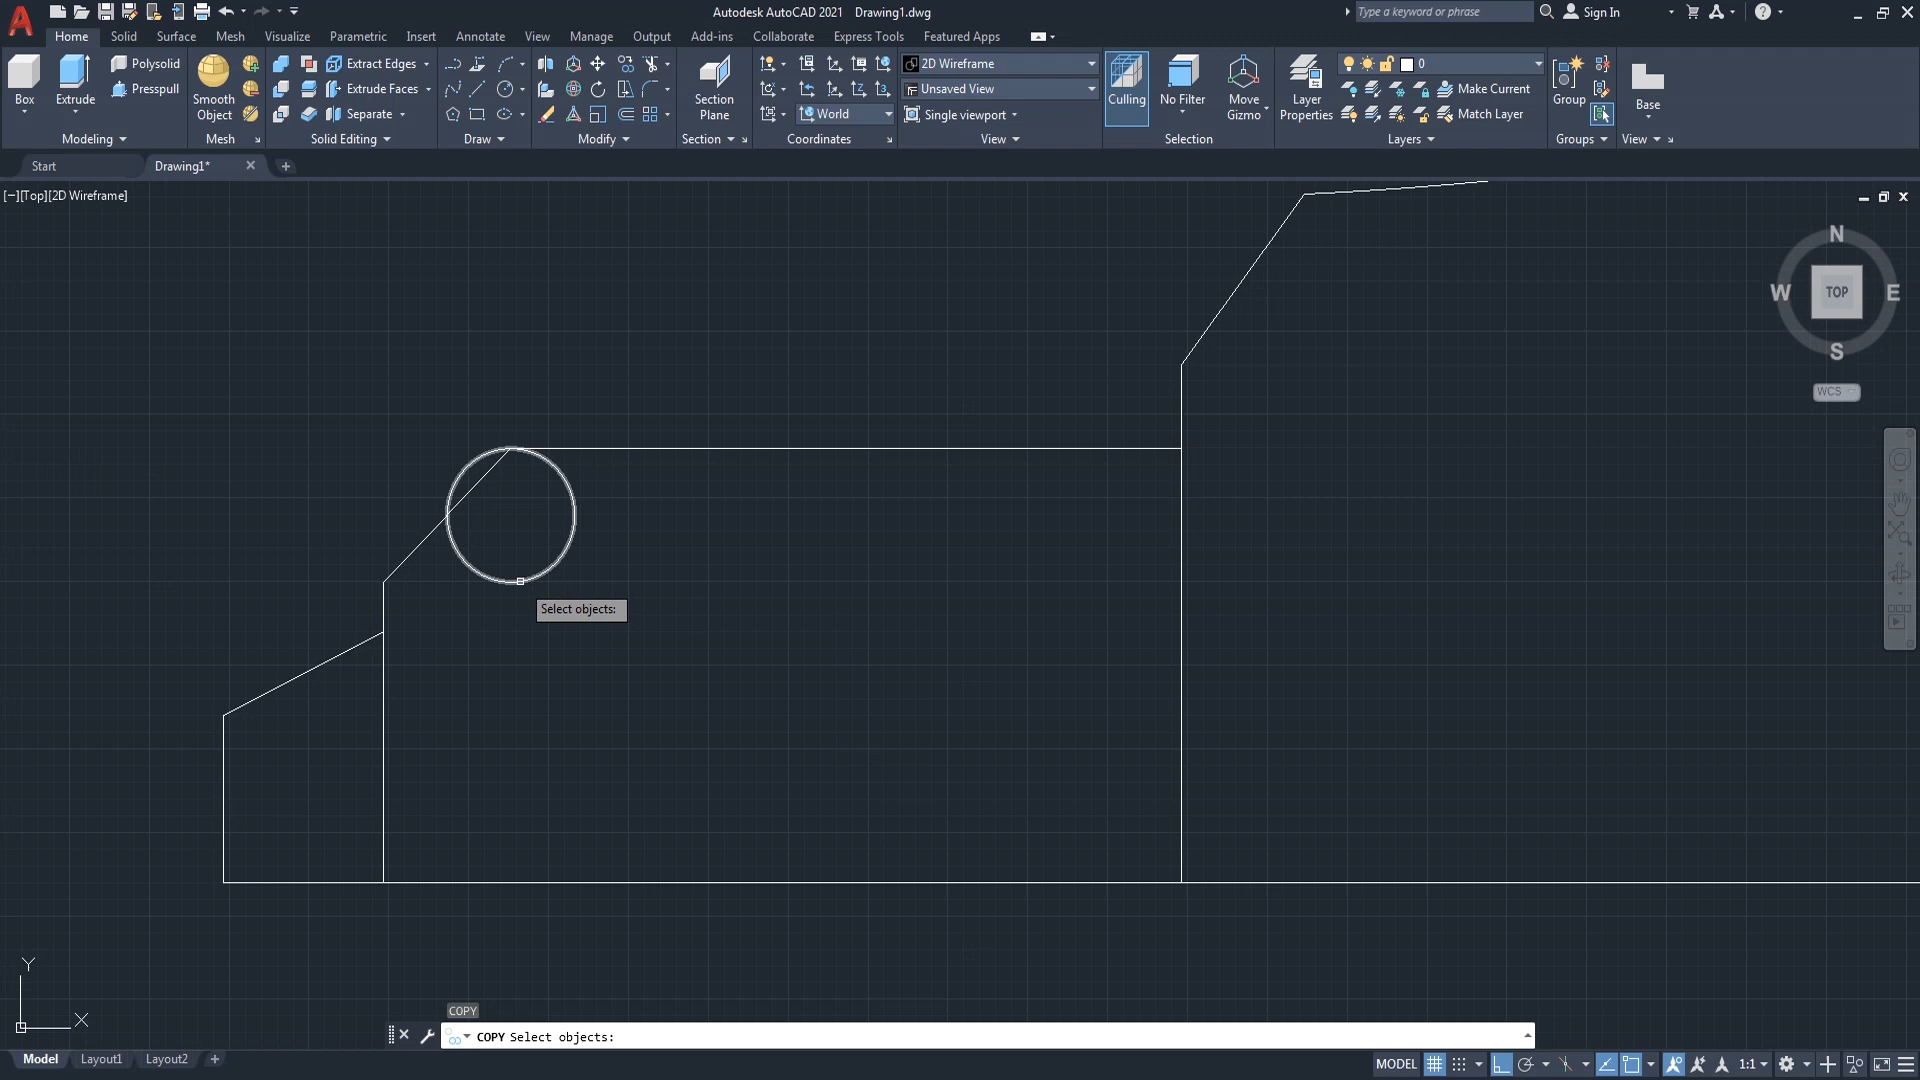 Autodesk AutoCAD 2021 Drawing1.dwg
Type a keyword or phrase
Sign In
Home Solid Surface Mesh Visualize Parametric Insert Annotate View Manage Output Add-ins Collaborate Express Tools Featured Apps
Polysolid
Presspull
Box
Extrude
Smooth
Object
Extract Edges
Extrude Faces
Separate
Section
Plane
World
2D Wireframe
Unsaved View
Single viewport
Culling
No Filter
Move
Gizmo
Layer
Properties
0
Make Current
Match Layer
Group
Base
Modeling Mesh Solid Editing Draw Modify Section Coordinates View Selection Layers Groups View
Start Drawing1*
[−][Top][2D Wireframe]
N
W TOP E
S
WCS
Select objects:
Y
X
COPY
COPY Select objects:
Model Layout1 Layout2
MODEL 1:1